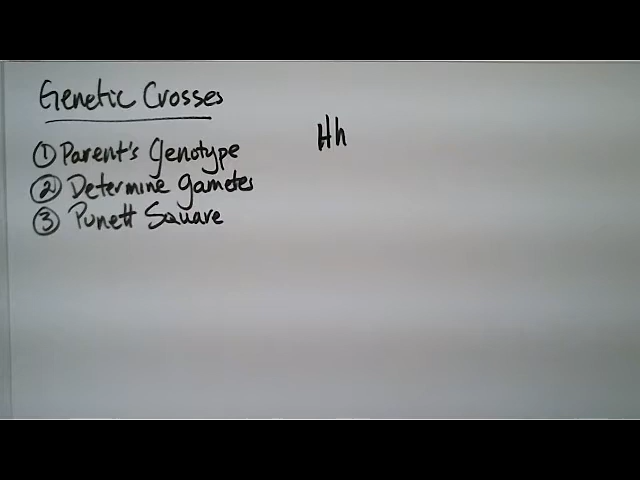 Genetic Crosses
① Parent's Genotype
② Determine gametes
③ Punett Square
Hh